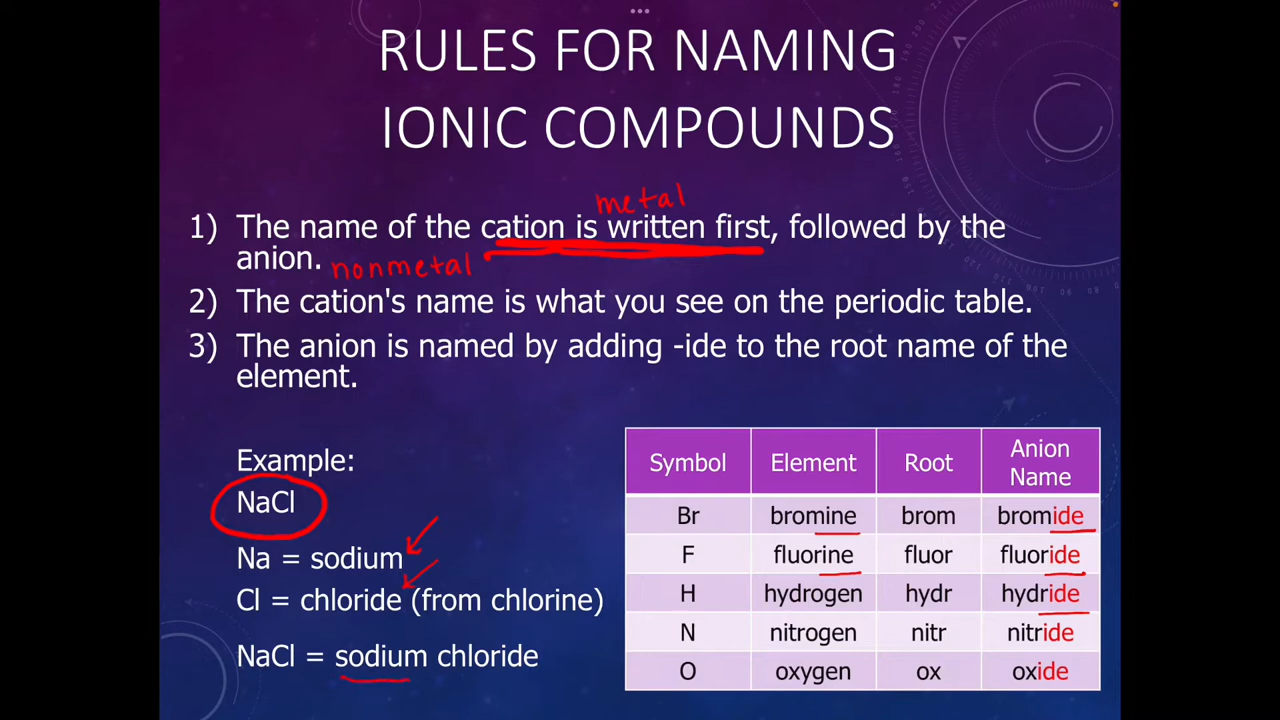 RULES FOR NAMING
IONIC COMPOUNDS
metal
1) The name of the cation is written first, followed by the
anion. nonmetal
2) The cation's name is what you see on the periodic table.
3) The anion is named by adding -ide to the root name of the
element.
Example:
NaCl
Na = sodium
Cl = chloride (from chlorine)
NaCl = sodium chloride
Symbol Element Root Anion Name
Br bromine brom bromide
F fluorine fluor fluoride
H hydrogen hydr hydride
N nitrogen nitr nitride
O oxygen ox oxide